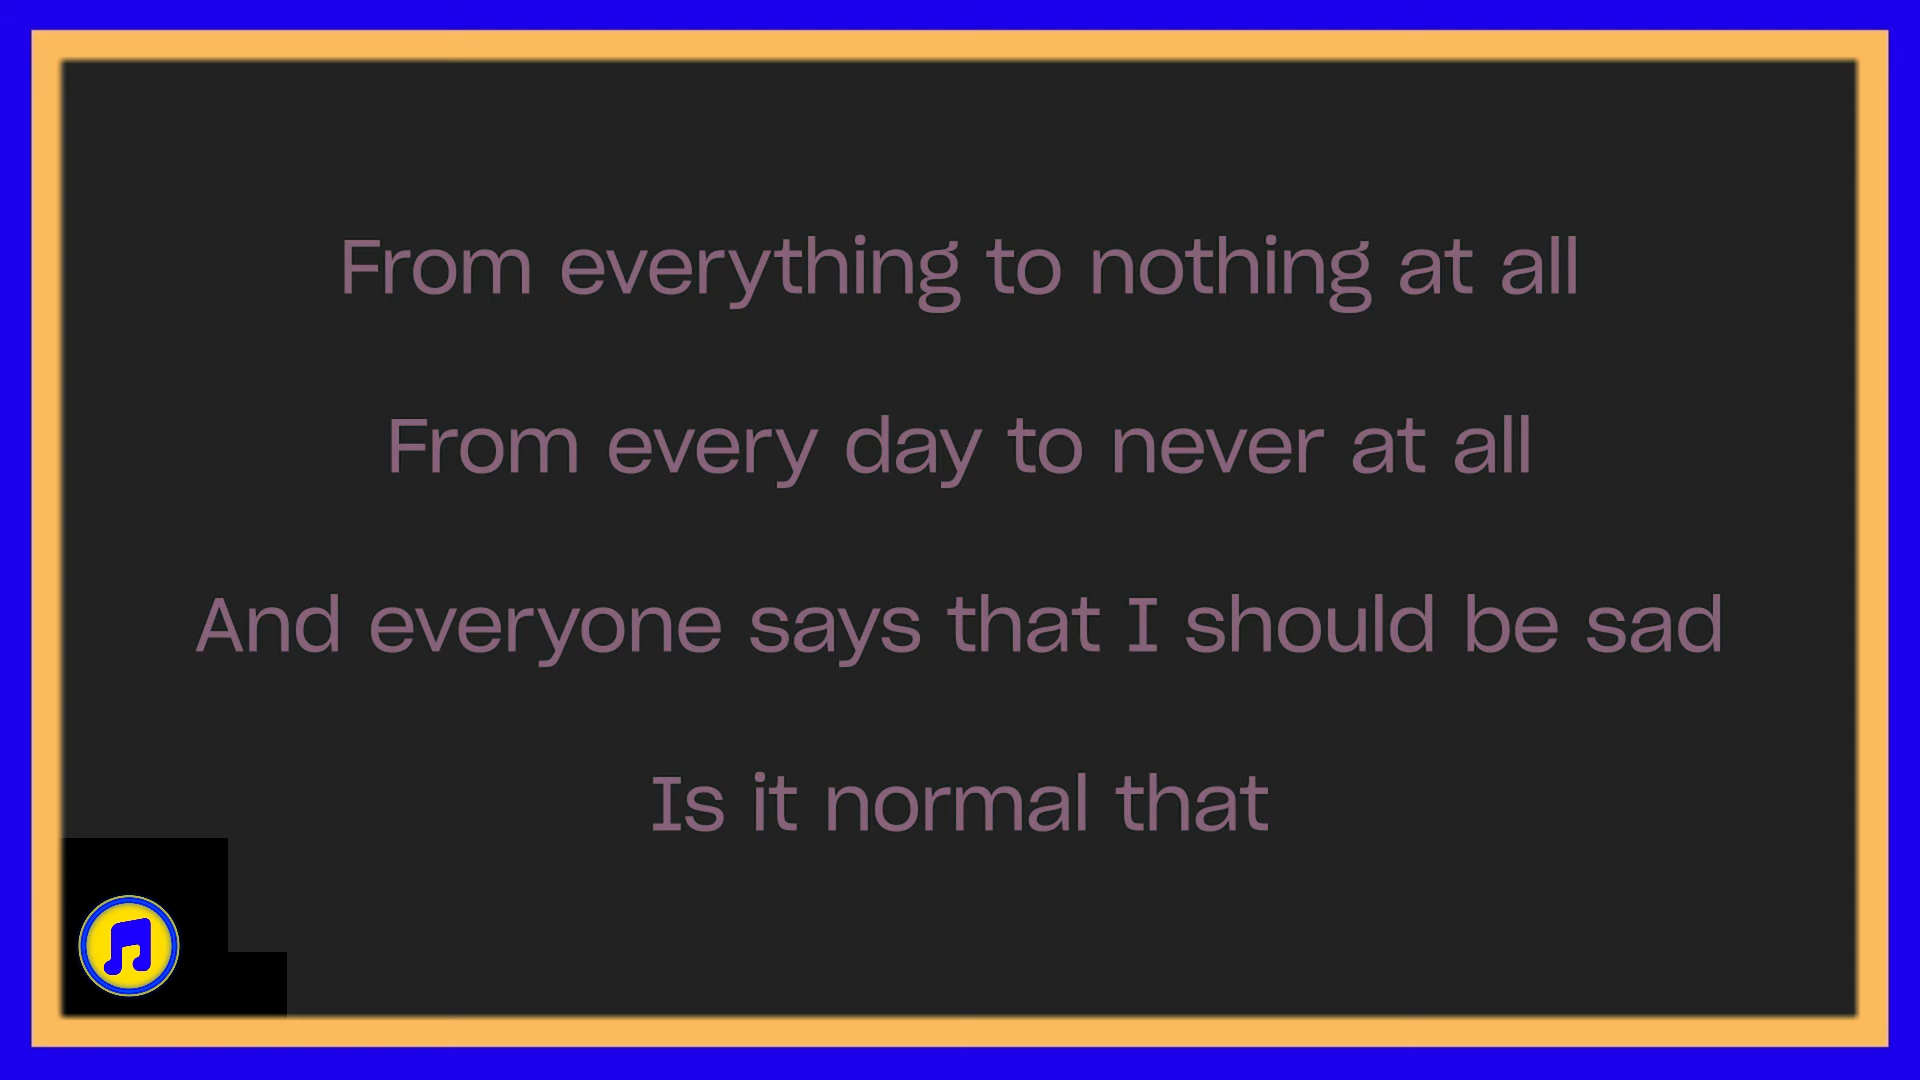 From everything to nothing at all
From every day to never at all
And everyone says that I should be sad
Is it normal that